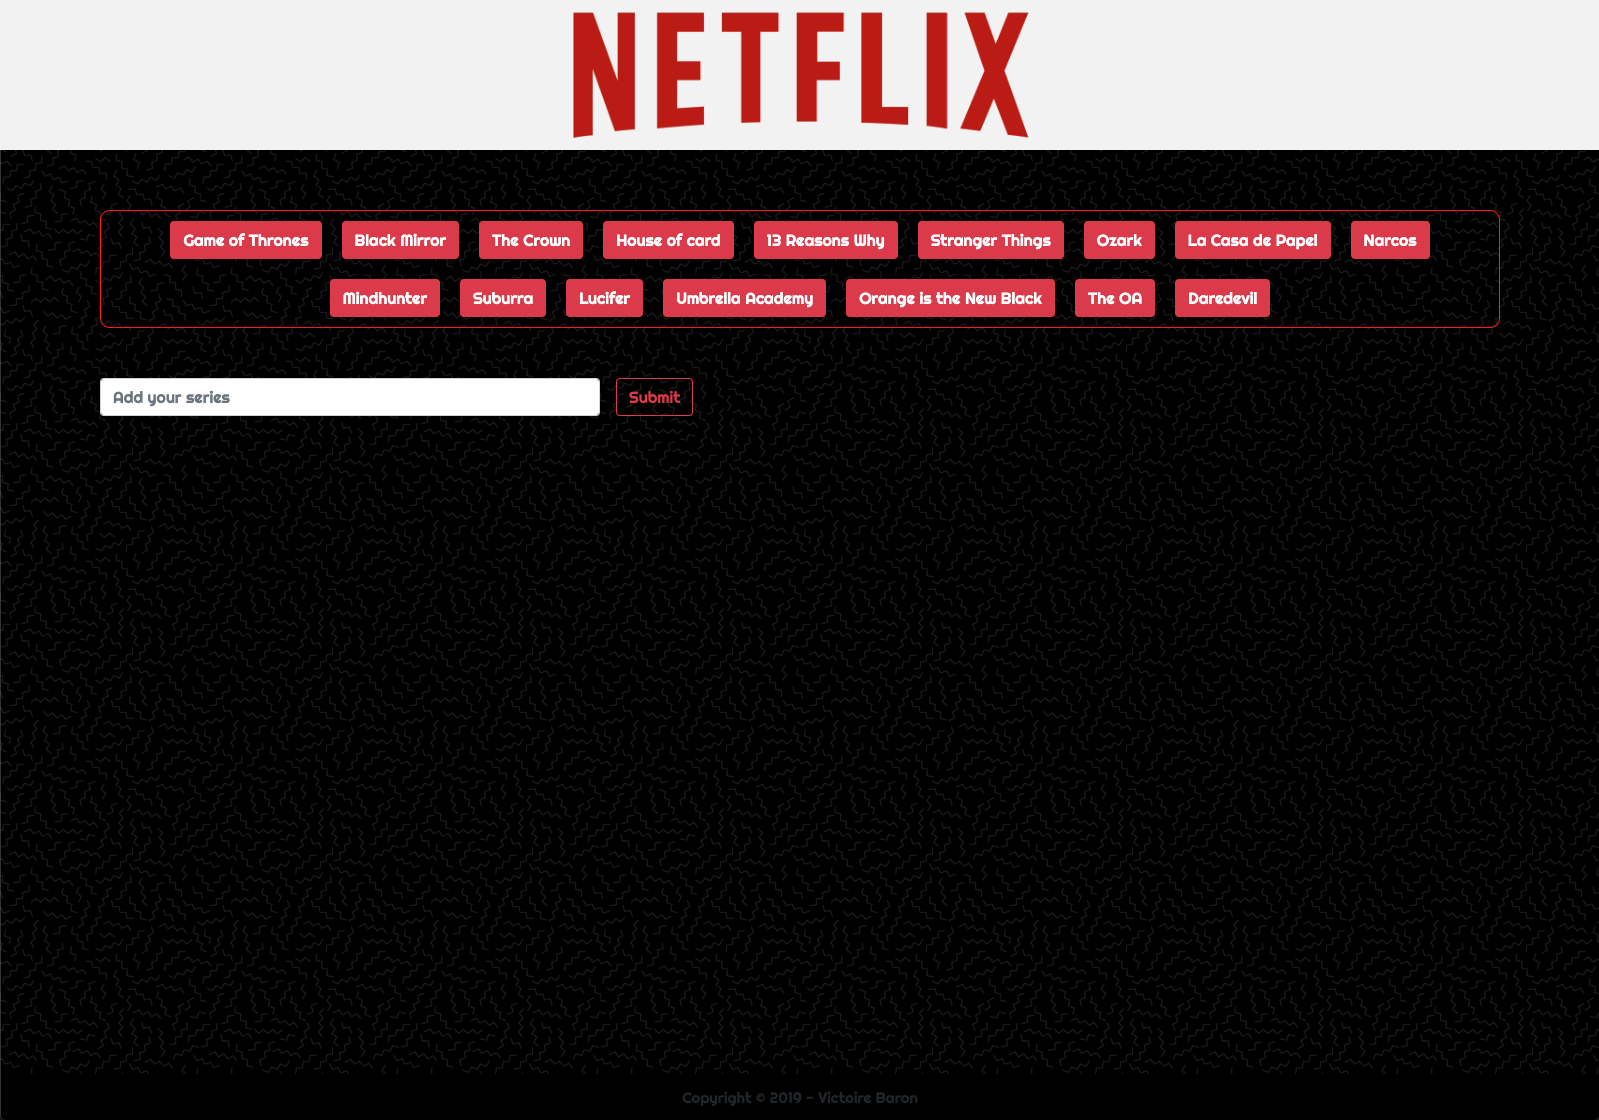 NETFLIX
Game of Thrones Black Mirror The Crown House of card 13 Reasons Why Stranger Things Ozark La Casa de Papel Narcos
Mindhunter Suburra Lucifer Umbrella Academy Orange is the New Black The OA Daredevil
Add your series Submit
Copyright © 2019 - Victoire Baron